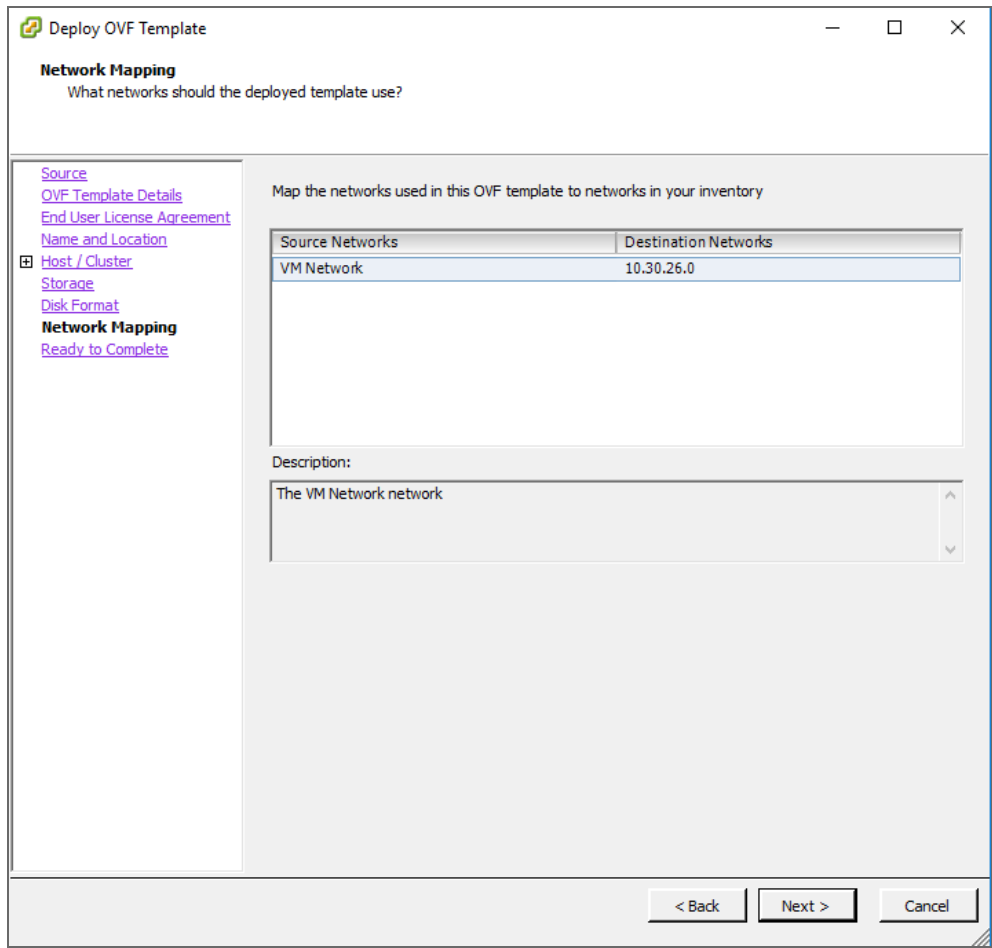 Deploy OVF Template
Network Mapping
What networks should the deployed template use?
Source
OVF Template Details
End User License Agreement
Name and Location
Host / Cluster
Storage
Disk Format
Network Mapping
Ready to Complete
Map the networks used in this OVF template to networks in your inventory
Source Networks Destination Networks
VM Network 10.30.26.0
Description:
The VM Network network
< Back Next > Cancel